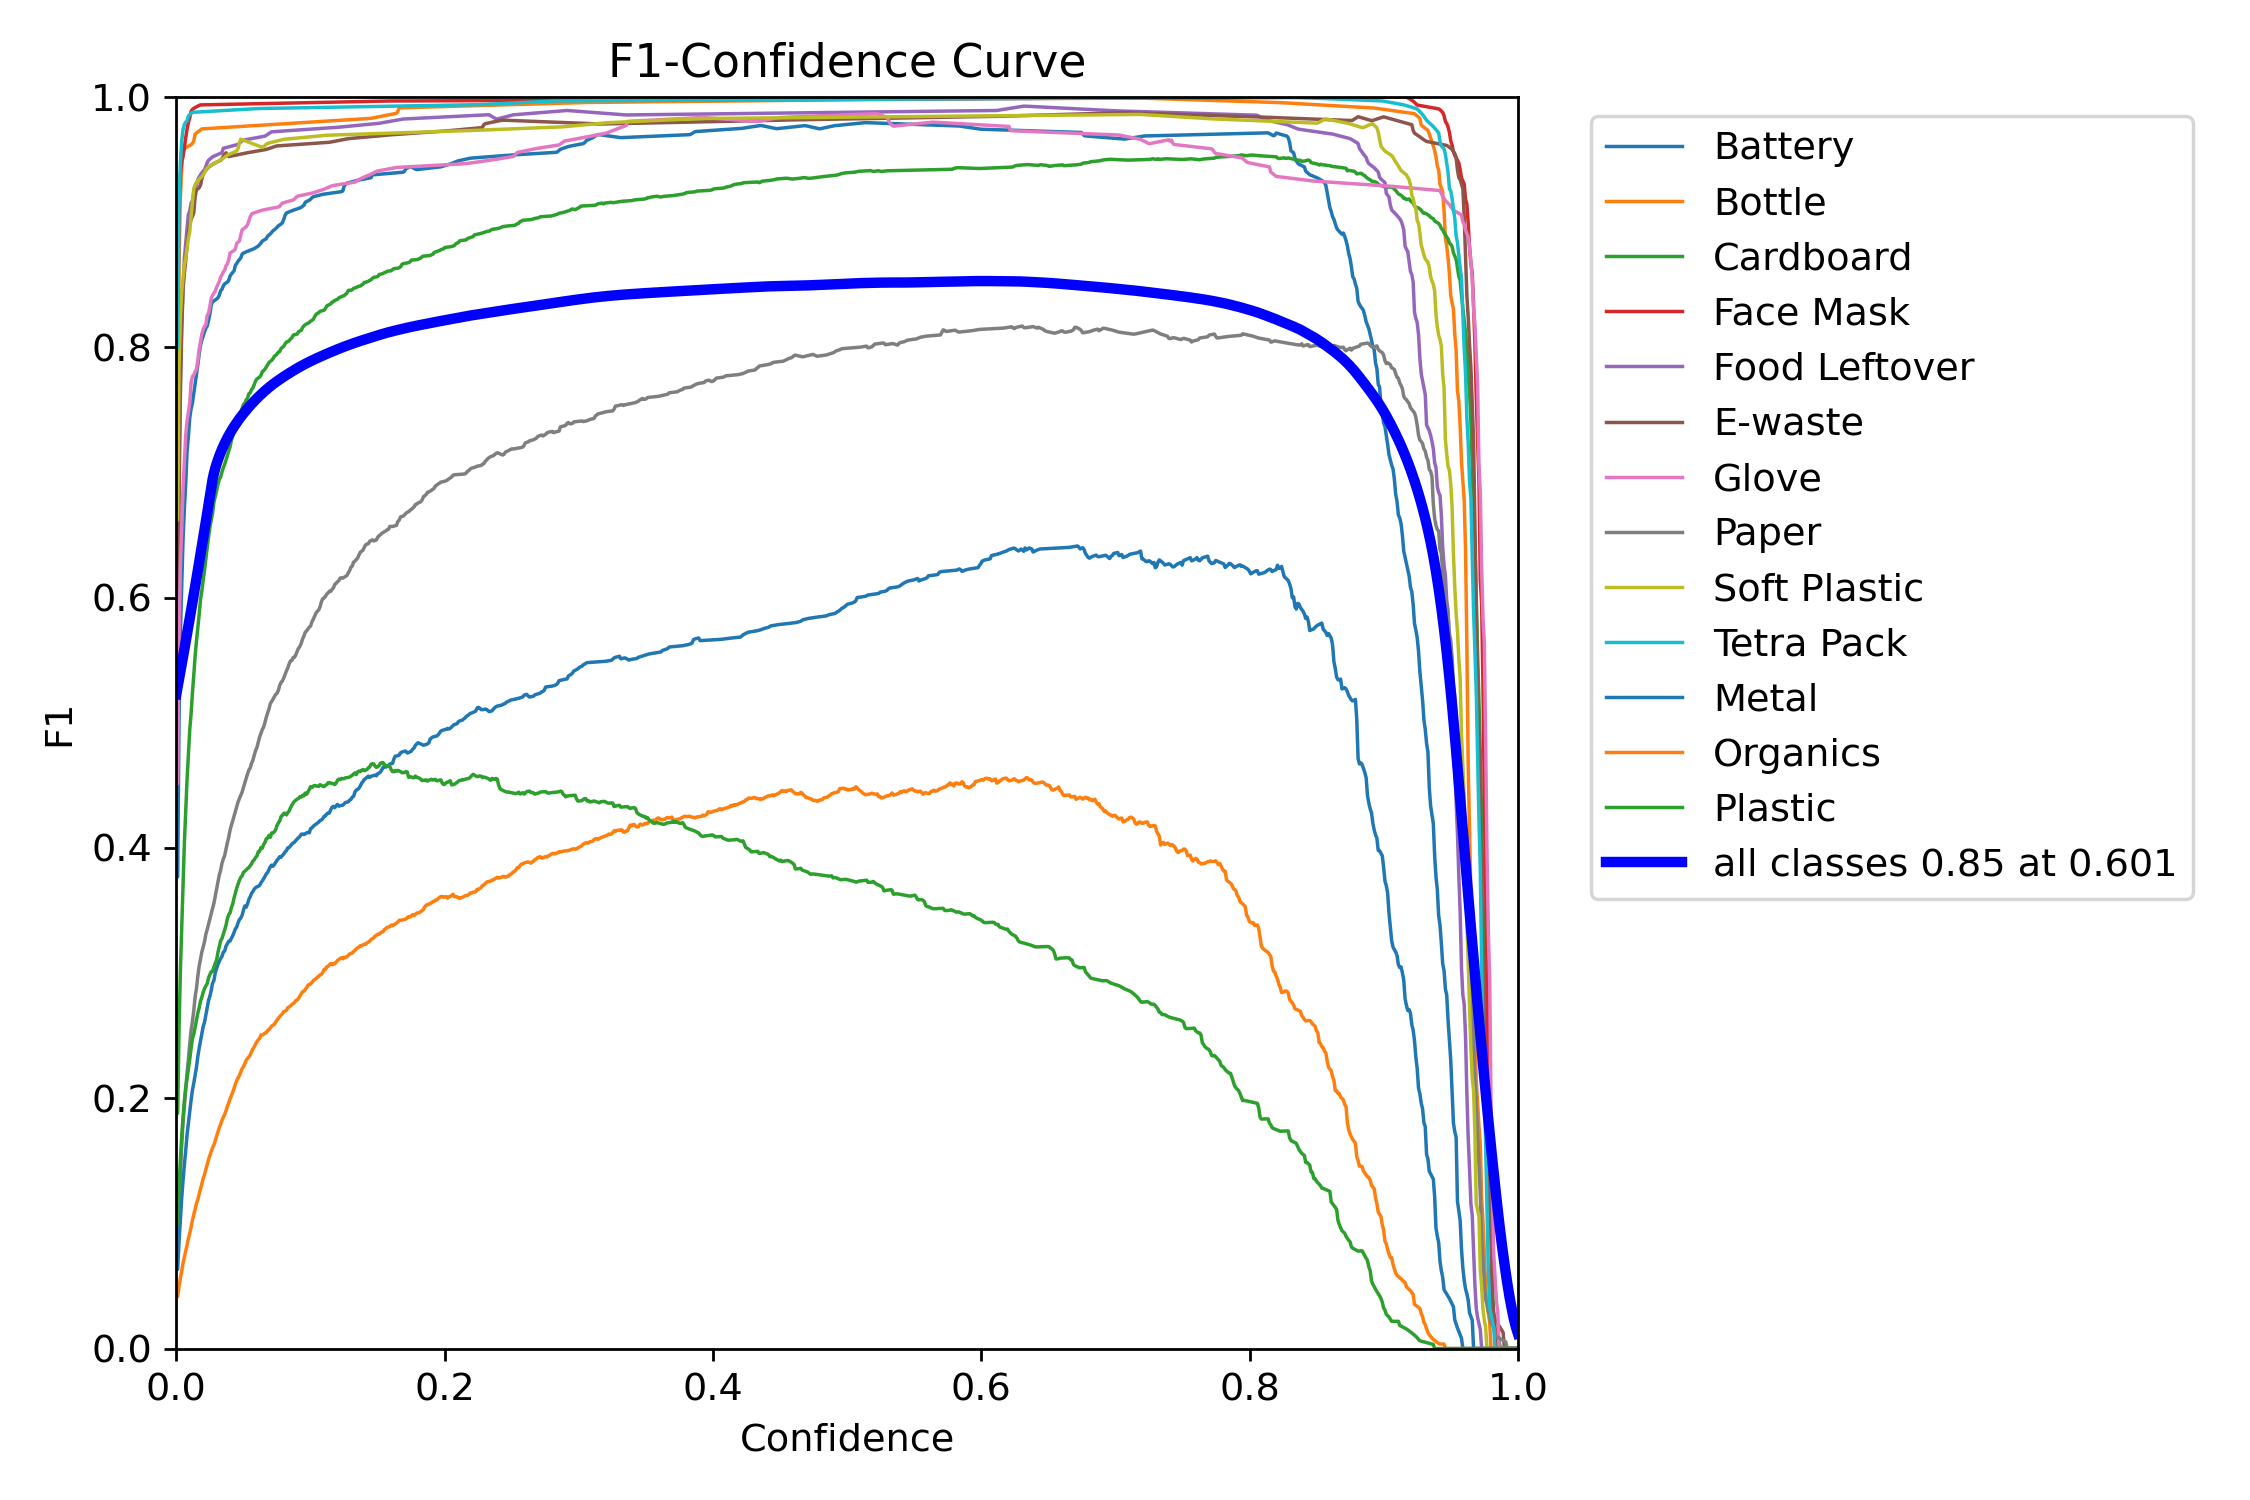 F1-Confidence Curve
1.0
0.8
0.6
0.4
0.2
0.0
F1
0.0 0.2 0.4 0.6 0.8 1.0
Confidence
Battery
Bottle
Cardboard
Face Mask
Food Leftover
E-waste
Glove
Paper
Soft Plastic
Tetra Pack
Metal
Organics
Plastic
all classes 0.85 at 0.601